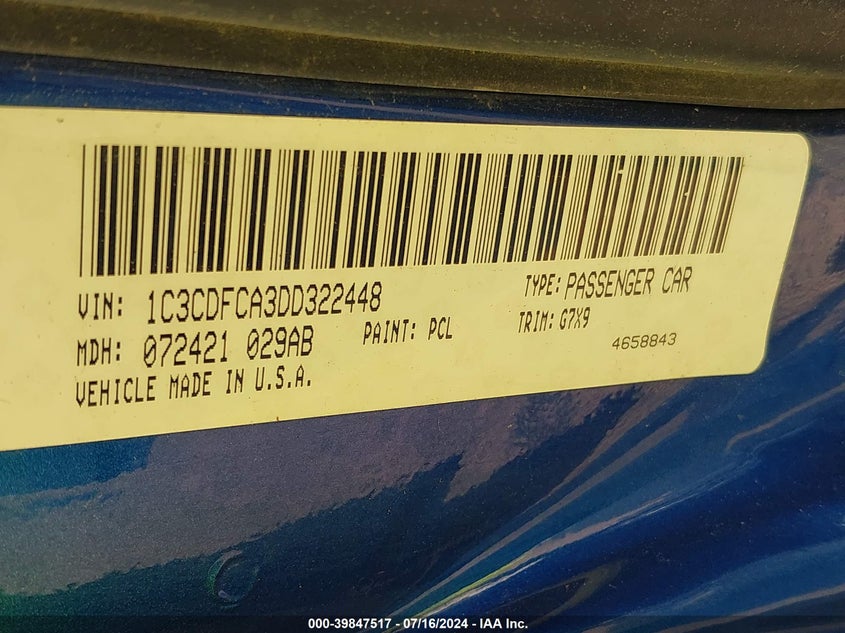 VIN: 1C3CDFCA3DD322448 TYPE: PASSENGER CAR
MDH: 072421 029AB PAINT: PCL TRIM: G7X9
VEHICLE MADE IN U.S.A. 4658843
000-39847517 - 07/16/2024 - IAA Inc.